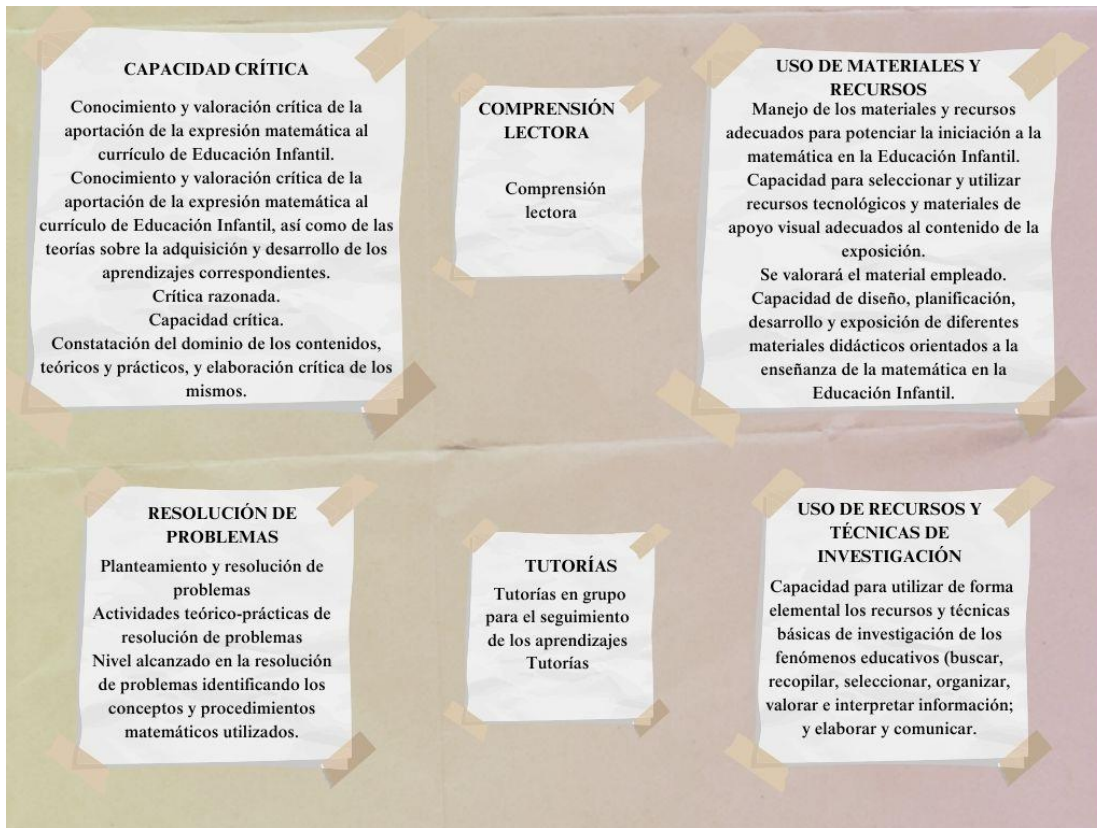 CAPACIDAD CRÍTICA
Conocimiento y valoración crítica de la
aportación de la expresión matemática al
currículo de Educación Infantil.
Conocimiento y valoración crítica de la
aportación de la expresión matemática al
currículo de Educación Infantil, así como de las
teorías sobre la adquisición y desarrollo de los
aprendizajes correspondientes.
Crítica razonada.
Capacidad crítica.
Constatación del dominio de los contenidos,
teóricos y prácticos, y elaboración crítica de los
mismos.
COMPRENSIÓN
LECTORA
Comprensión
lectora
USO DE MATERIALES Y
RECURSOS
Manejo de los materiales y recursos
adecuados para potenciar la iniciación a la
matemática en la Educación Infantil.
Capacidad para seleccionar y utilizar
recursos tecnológicos y materiales de
apoyo visual adecuados al contenido de la
exposición.
Se valorará el material empleado.
Capacidad de diseño, planificación,
desarrollo y exposición de diferentes
materiales didácticos orientados a la
enseñanza de la matemática en la
Educación Infantil.
RESOLUCIÓN DE
PROBLEMAS
Planteamiento y resolución de
problemas
Actividades teórico-prácticas de
resolución de problemas
Nivel alcanzado en la resolución
de problemas identificando los
conceptos y procedimientos
matemáticos utilizados.
TUTORÍAS
Tutorías en grupo
para el seguimiento
de los aprendizajes
Tutorías
USO DE RECURSOS Y
TÉCNICAS DE
INVESTIGACIÓN
Capacidad para utilizar de forma
elemental los recursos y técnicas
básicas de investigación de los
fenómenos educativos (buscar,
recopilar, seleccionar, organizar,
valorar e interpretar información;
y elaborar y comunicar.